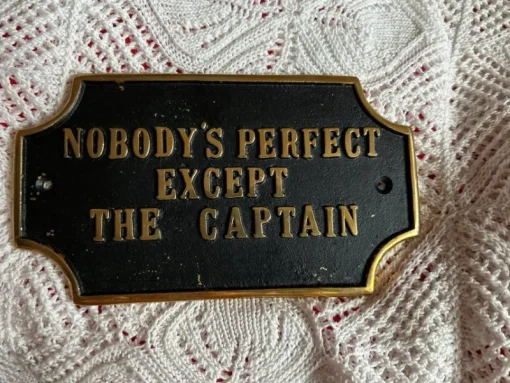 NOBODY'S PERFECT
EXCEPT
THE CAPTAIN